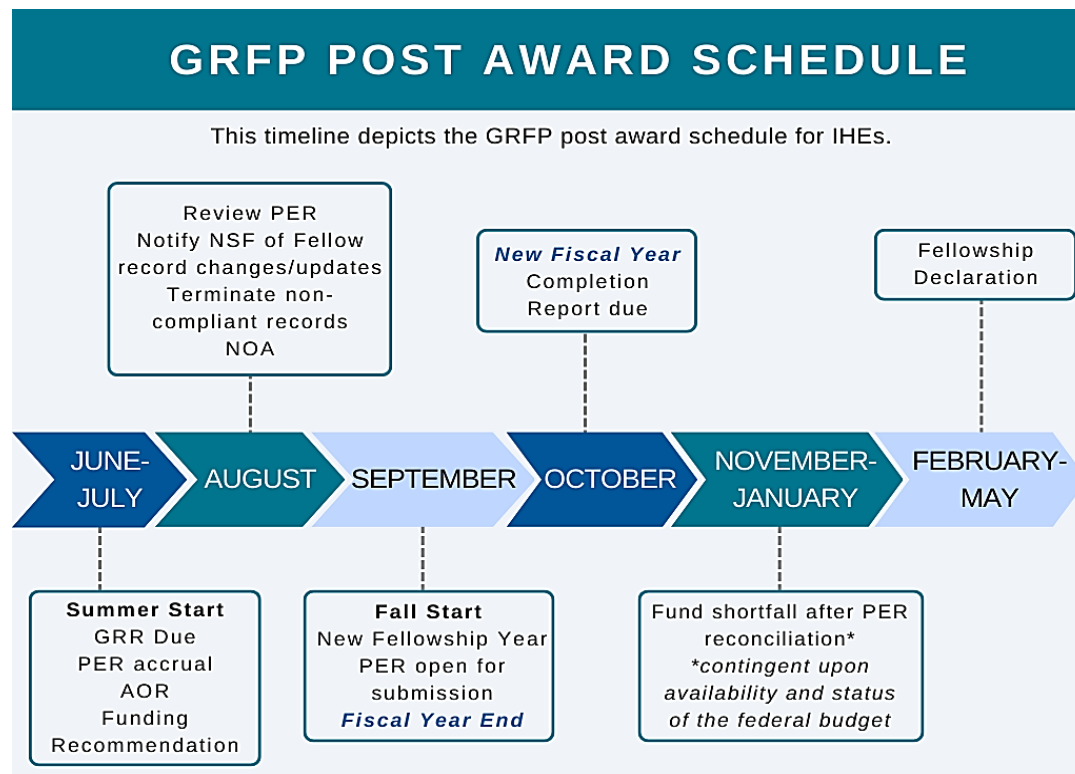 GRFP POST AWARD SCHEDULE
This timeline depicts the GRFP post award schedule for IHEs.
Review PER
Notify NSF of Fellow
record changes/updates
Terminate non-
compliant records
NOA
New Fiscal Year
Completion
Report due
Fellowship
Declaration
JUNE-
JULY
AUGUST
SEPTEMBER
OCTOBER
NOVEMBER-
JANUARY
FEBRUARY-
MAY
Summer Start
GRR Due
PER accrual
AOR
Funding
Recommendation
Fall Start
New Fellowship Year
PER open for
submission
Fiscal Year End
Fund shortfall after PER
reconciliation*
*contingent upon
availability and status
of the federal budget